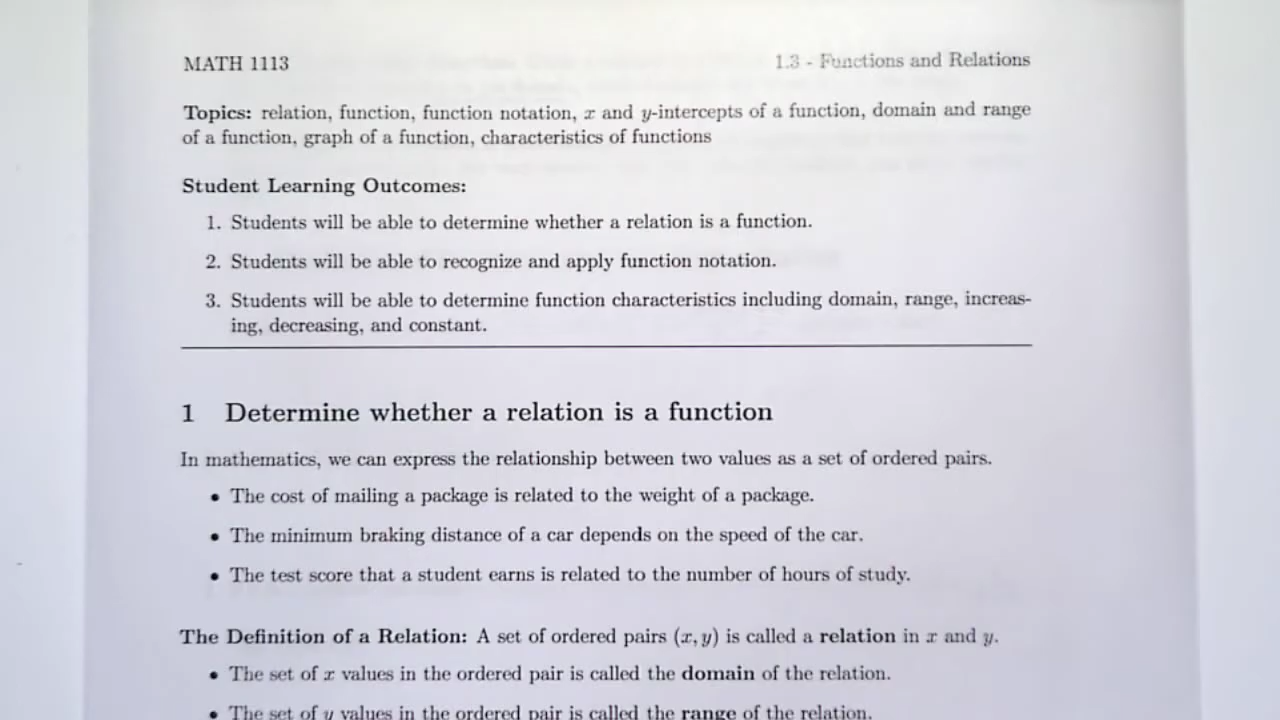 MATH 1113
1.3 - Functions and Relations
Topics: relation, function, function notation, x and y-intercepts of a function, domain and range
of a function, graph of a function, characteristics of functions
Student Learning Outcomes:
1. Students will be able to determine whether a relation is a function.
2. Students will be able to recognize and apply function notation.
3. Students will be able to determine function characteristics including domain, range, increas-
ing, decreasing, and constant.
1 Determine whether a relation is a function
In mathematics, we can express the relationship between two values as a set of ordered pairs.
• The cost of mailing a package is related to the weight of a package.
• The minimum braking distance of a car depends on the speed of the car.
• The test score that a student earns is related to the number of hours of study.
The Definition of a Relation: A set of ordered pairs (x, y) is called a relation in x and y.
• The set of x values in the ordered pair is called the domain of the relation.
• The set of y values in the ordered pair is called the range of the relation.